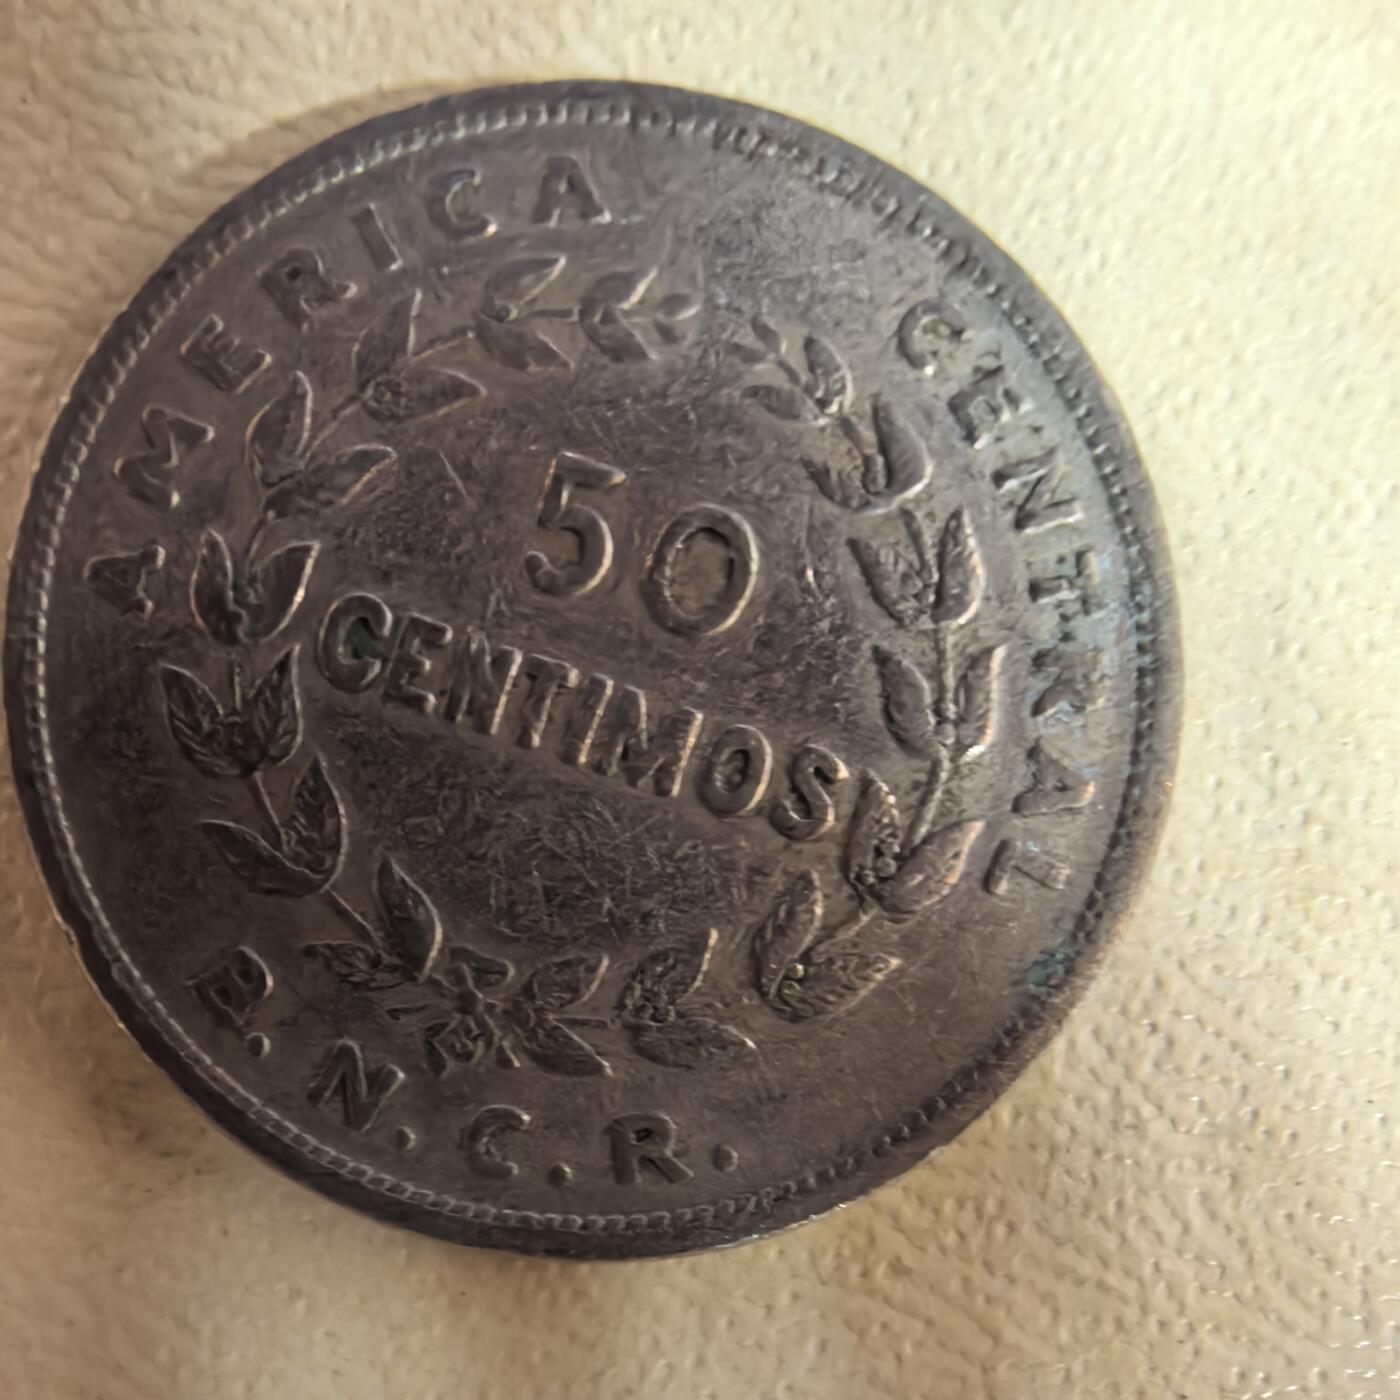 AMERICA CENTRAL
50
CENTIMOS
B.N.C.R.